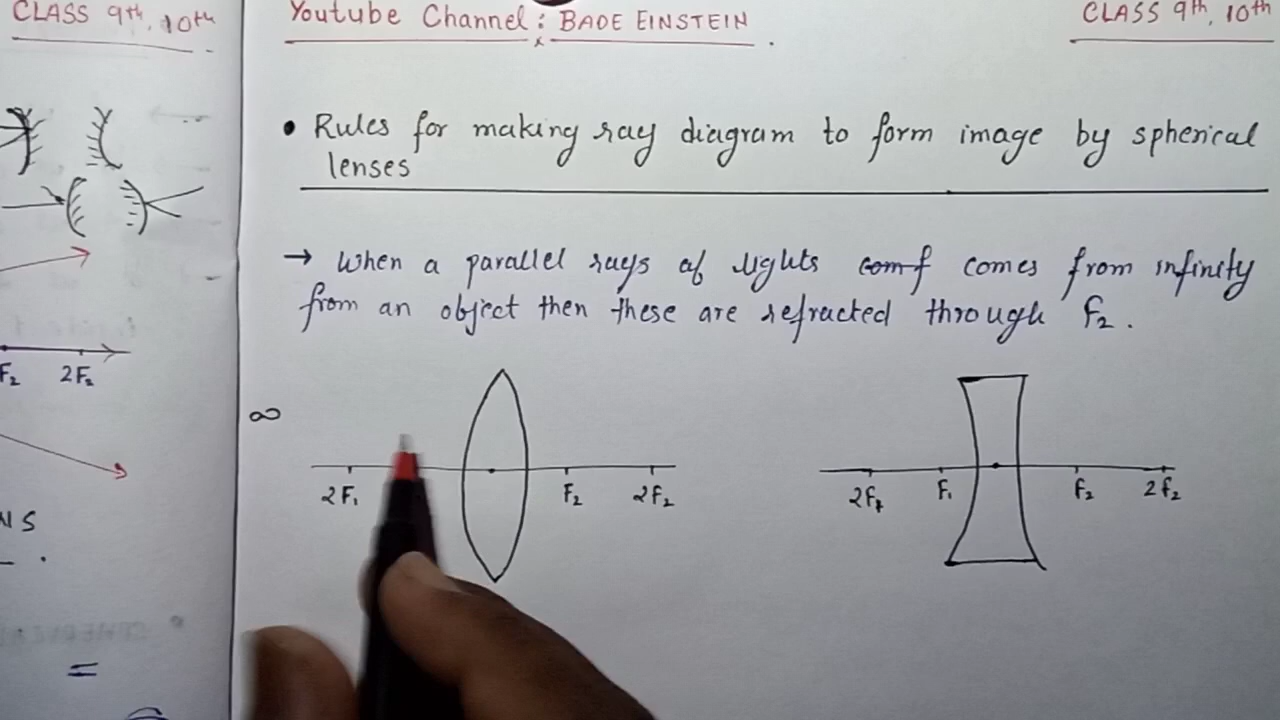 CLASS 9th, 10th
Youtube Channel: BADE EINSTEIN
CLASS 9th, 10th
• Rules for making ray diagram to form image by spherical
lenses
→ When a parallel rays of lights comf comes from infinity
from an object then these are refracted through F₂.
∞
2F₁ F₂ 2F₂
2F₁ F₁ F₂ 2F₂
F₂ 2F₂
NS
=